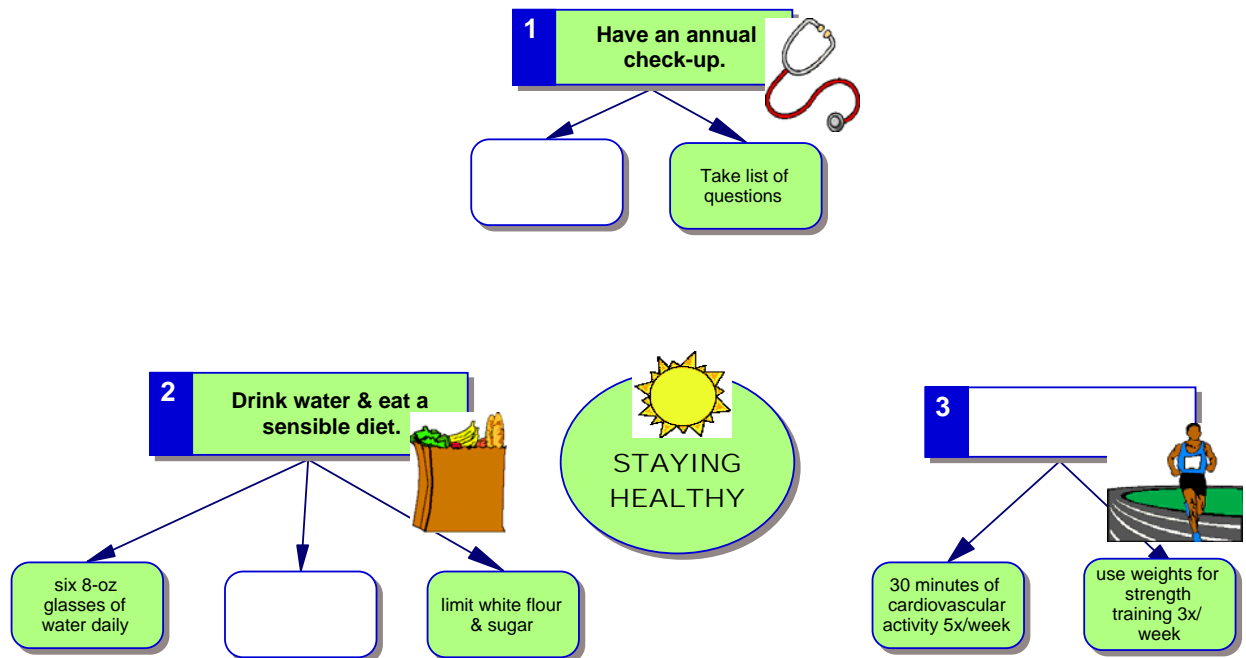 1
Have an annual
check-up.
Take list of
questions
2
Drink water & eat a
sensible diet.
six 8-oz
glasses of
water daily
limit white flour
& sugar
STAYING
HEALTHY
3
30 minutes of
cardiovascular
activity 5x/week
use weights for
strength
training 3x/
week